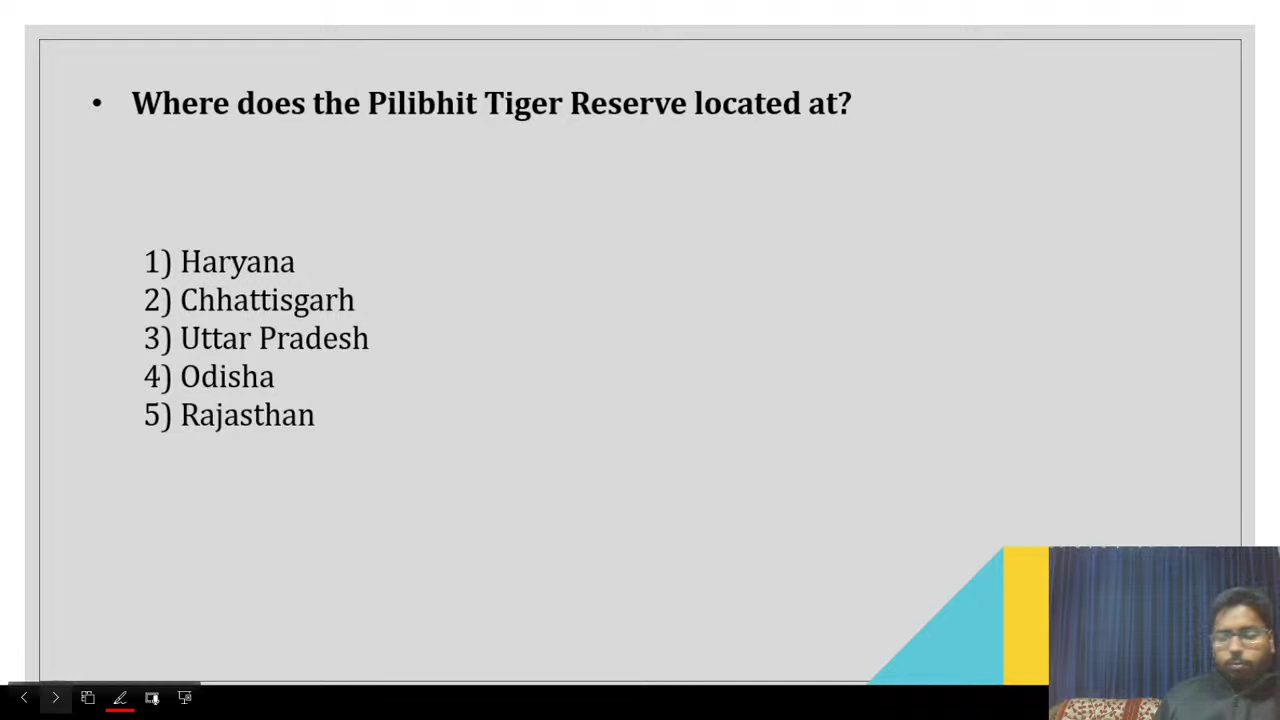 • Where does the Pilibhit Tiger Reserve located at?
1) Haryana
2) Chhattisgarh
3) Uttar Pradesh
4) Odisha
5) Rajasthan